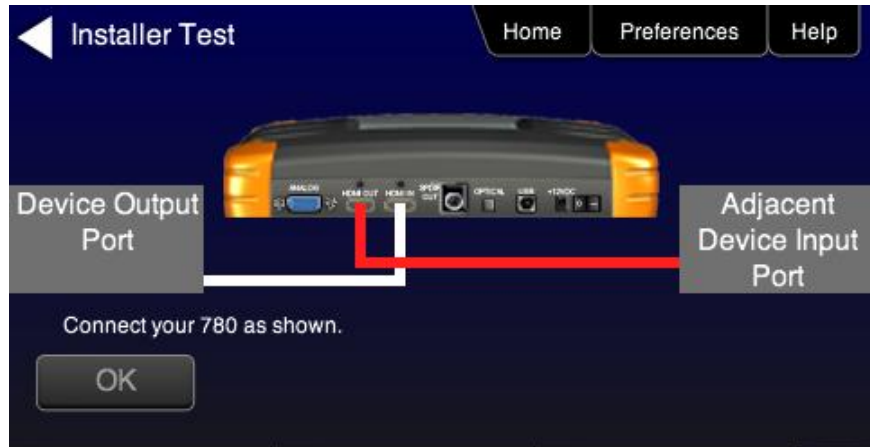 Installer Test
Home
Preferences
Help
ANALOG
HDMI OUT
HDMI IN
SPDIF
OUT
OPTICAL
USB
+12VDC
Device Output
Port
Adjacent
Device Input
Port
Connect your 780 as shown.
OK